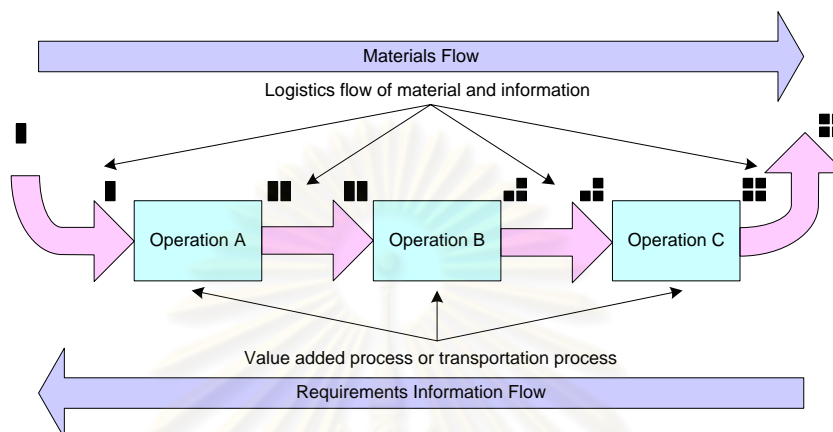 Materials Flow
Logistics flow of material and information
Operation A
Operation B
Operation C
Value added process or transportation process
Requirements Information Flow